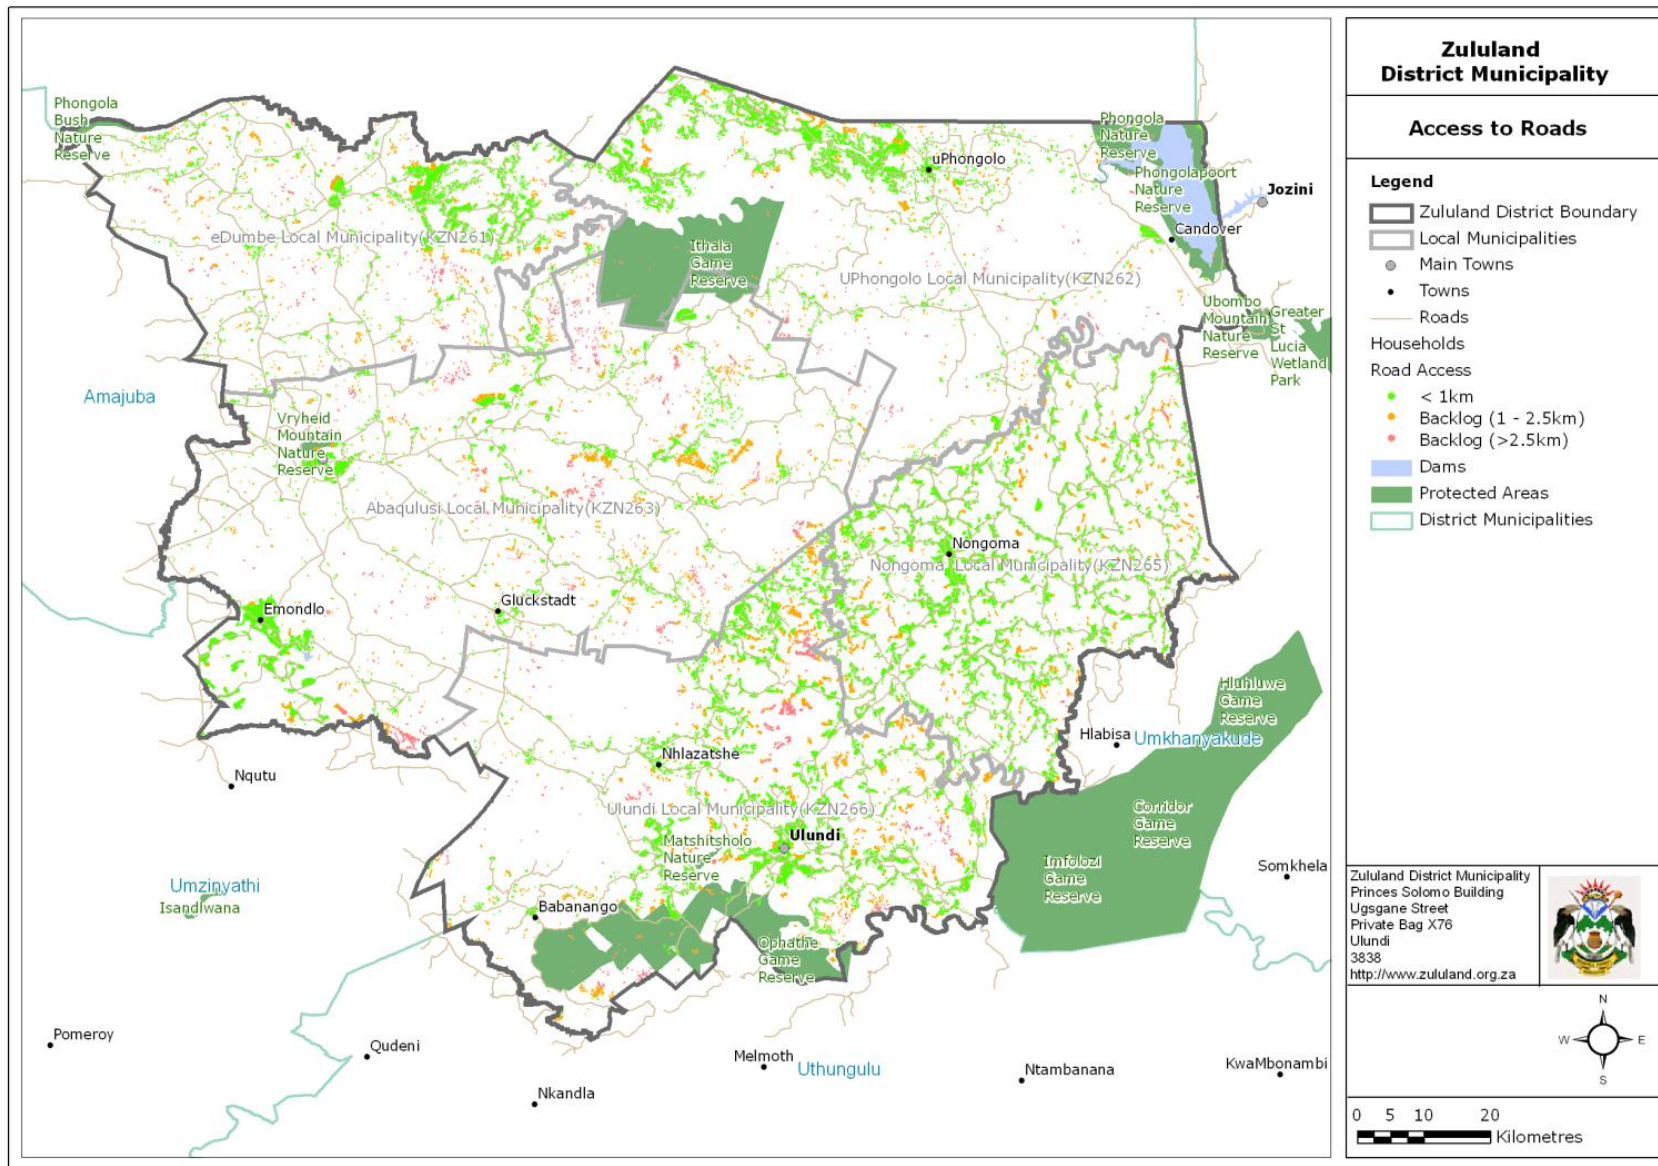 Zululand
District Municipality
Access to Roads
Legend
Zululand District Boundary
Local Municipalities
Main Towns
Towns
Roads
Households
Road Access
< 1km
Backlog (1 - 2.5km)
Backlog (>2.5km)
Dams
Protected Areas
District Municipalities
Zululand District Municipality
Princes Solomo Building
Ugsgane Street
Private Bag X76
Ulundi
3838
http://www.zululand.org.za
N
W
E
S
0 5 10 20
Kilometres
Phongola
Bush
Nature
Reserve
Phongola
Nature
Reserve
uPhongolo
Phongolapoort
Nature
Reserve
Jozini
Candover
eDumbe Local Municipality(KZN261)
Ithala
Game
Reserve
UPhongolo Local Municipality(KZN262)
Ubombo
Mountain
Nature
Reserve
Greater
St
Lucia
Wetland
Park
Amajuba
Vryheid
Mountain
Nature
Reserve
Abaqulusi Local Municipality(KZN263)
Nongoma
Nongoma Local Municipality(KZN265)
Emondlo
Gluckstadt
Hluhluwe
Game
Reserve
Hlabisa
Umkhanyakude
Nqutu
Nhlazatshe
Ulundi Local Municipality(KZN266)
Corridor
Game
Reserve
Ulundi
Matshitsholo
Nature
Reserve
Imfolozi
Game
Reserve
Somkhela
Umzinyathi
Isandlwana
Babanango
Ophathe
Game
Reserve
Pomeroy
Qudeni
Melmoth
Uthungulu
Ntambanana
KwaMbonambi
Nkandla